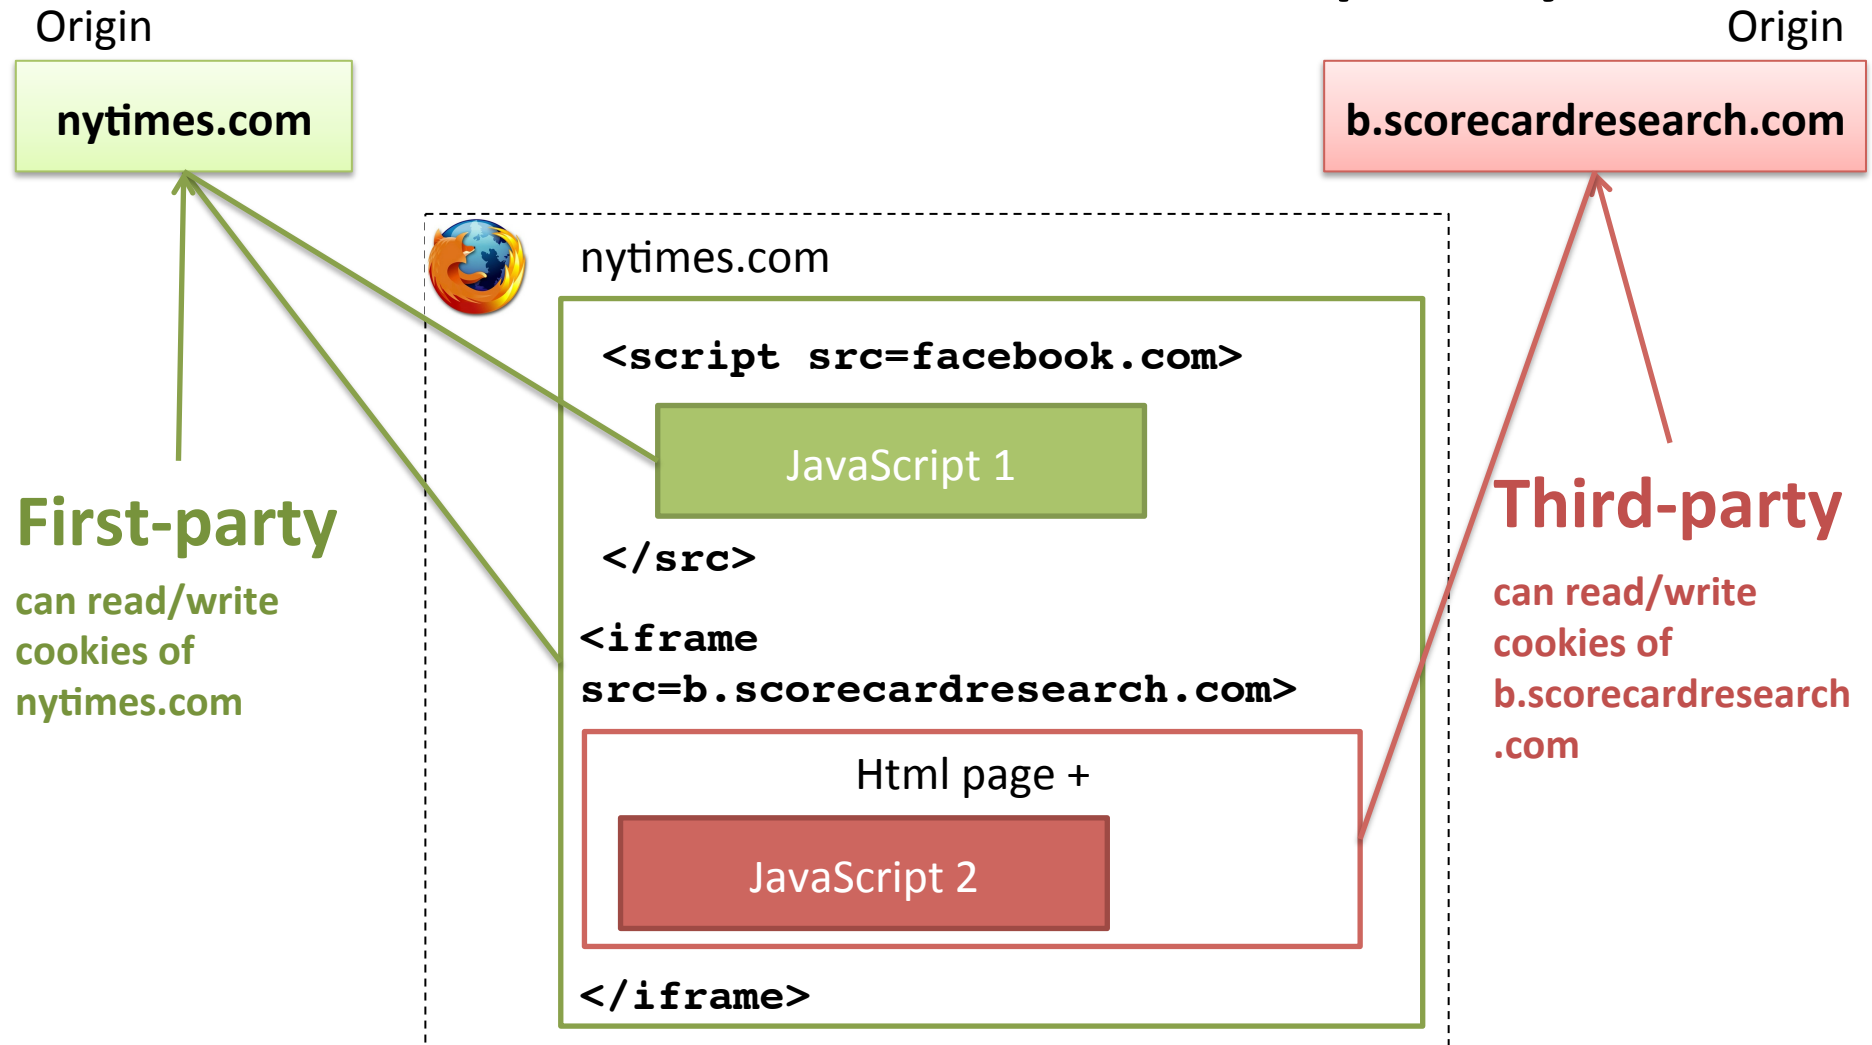 Origin
nytimes.com
First-party
can read/write
cookies of
nytimes.com
nytimes.com
<script src=facebook.com>
JavaScript 1
</src>
<iframe
src=b.scorecardresearch.com>
Html page +
JavaScript 2
</iframe>
Origin
b.scorecardresearch.com
Third-party
can read/write
cookies of
b.scorecardresearch
.com